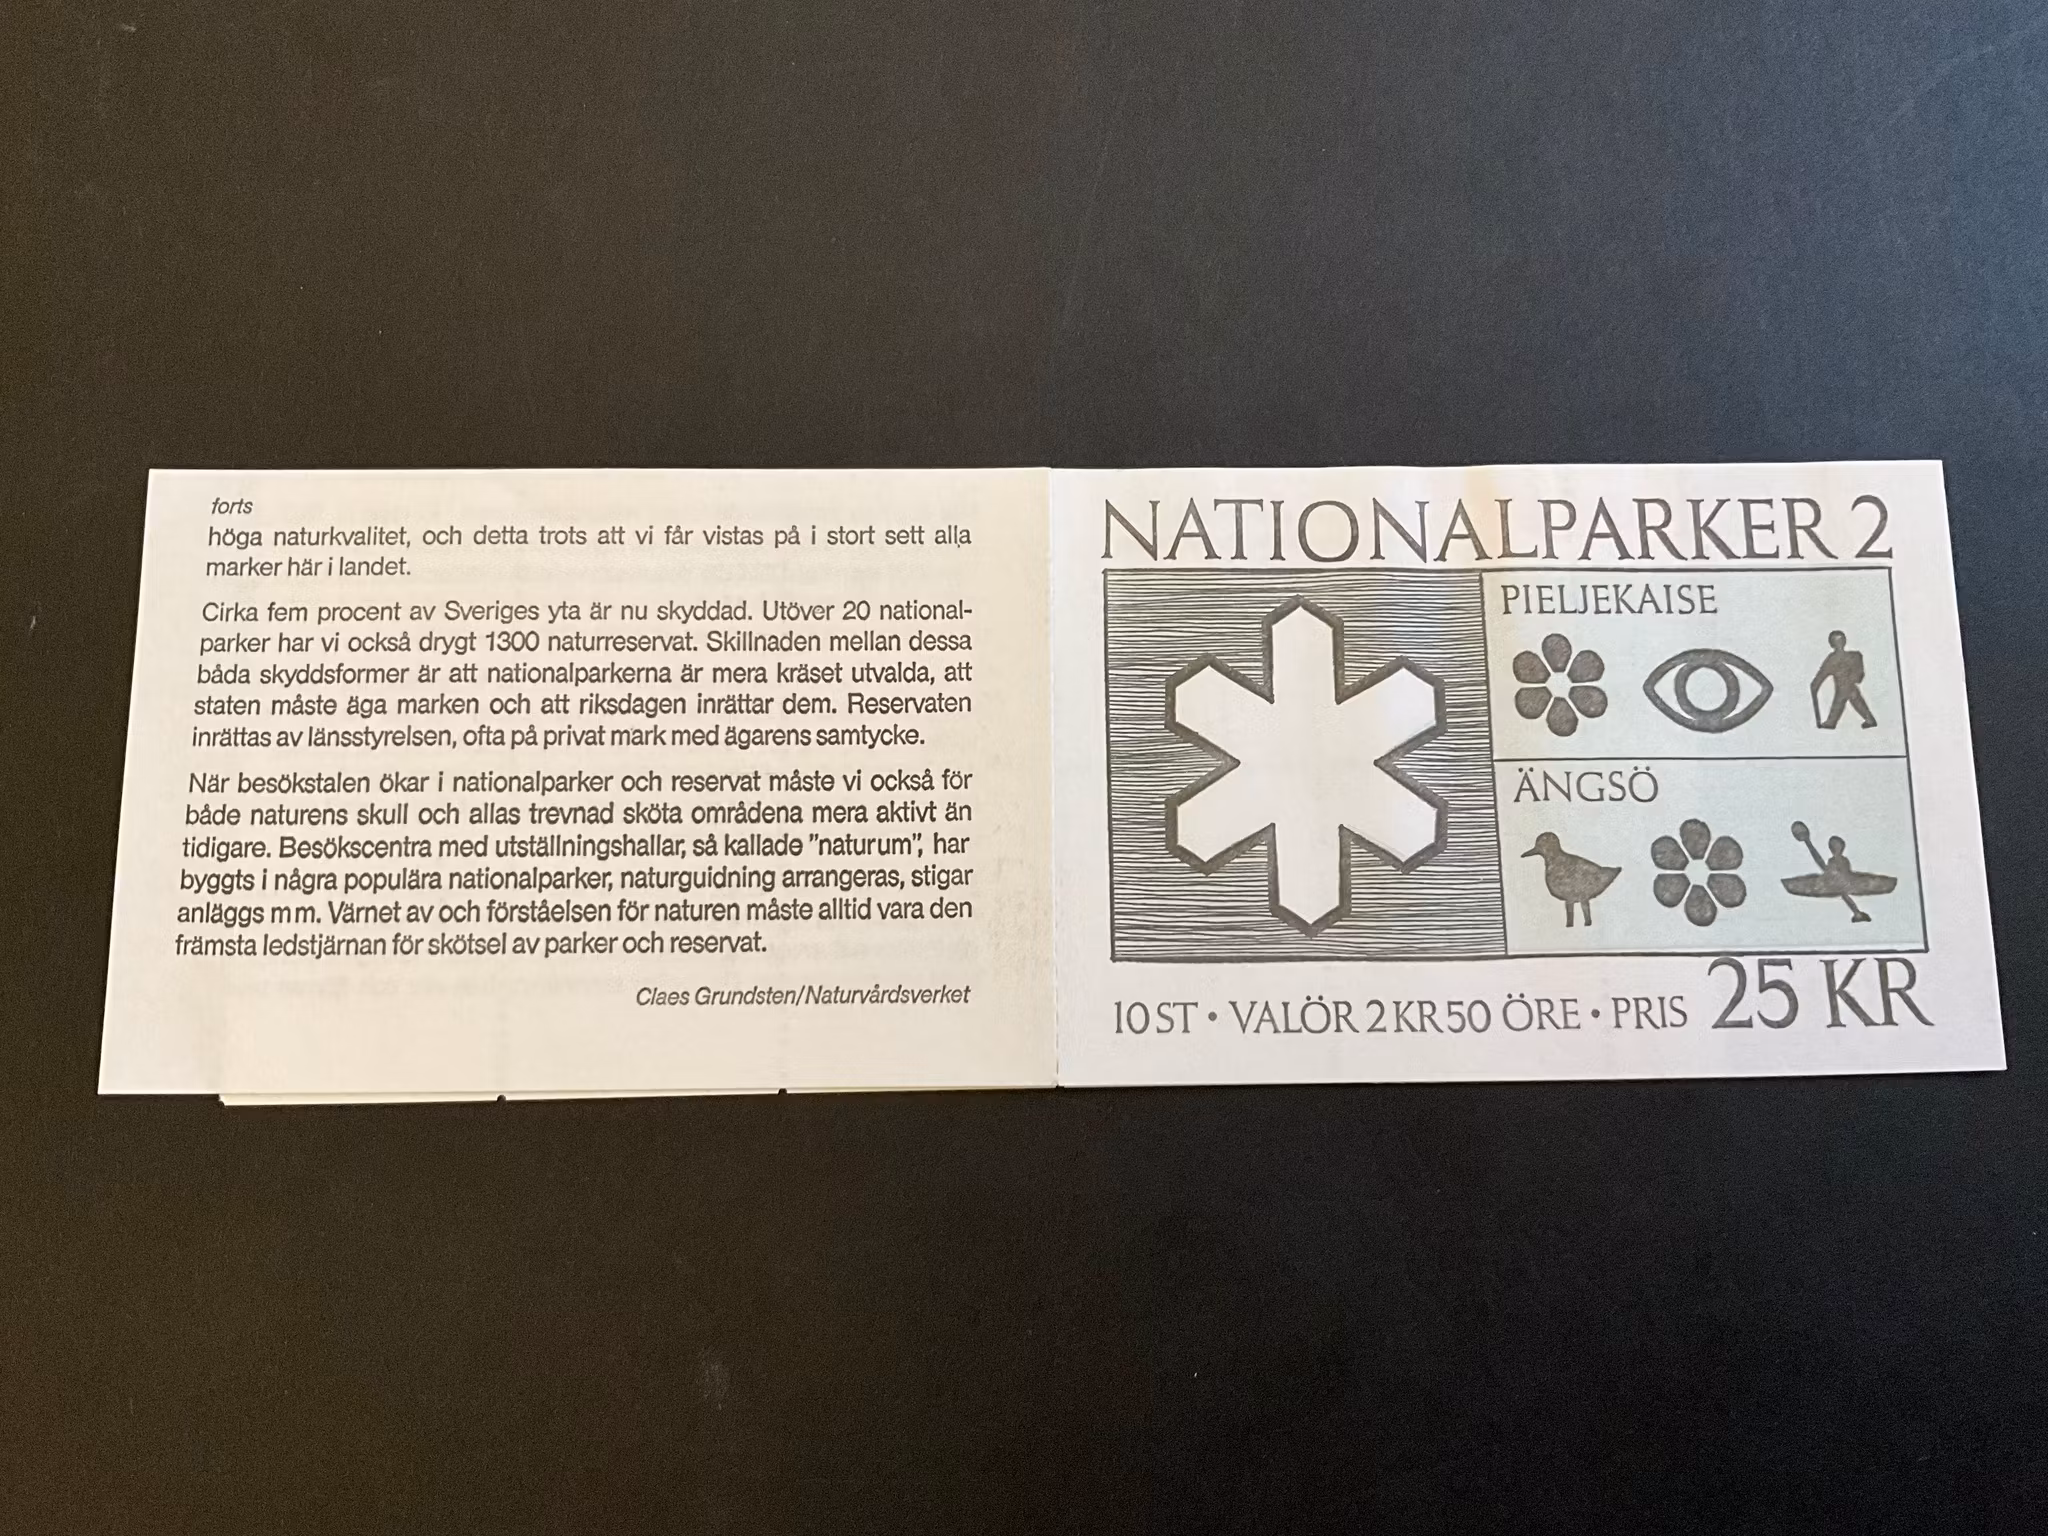 forts
höga naturkvalitet, och detta trots att vi får vistas på i stort sett alla
marker här i landet.
Cirka fem procent av Sveriges yta är nu skyddad. Utöver 20 national-
parker har vi också drygt 1300 naturreservat. Skillnaden mellan dessa
båda skyddsformer är att nationalparkerna är mera kräset utvalda, att
staten måste äga marken och att riksdagen inrättar dem. Reservaten
inrättas av länsstyrelsen, ofta på privat mark med ägarens samtycke.
När besökstalen ökar i nationalparker och reservat måste vi också för
både naturens skull och allas trevnad sköta områdena mera aktivt än
tidigare. Besökscentra med utställningshallar, så kallade "naturum", har
byggts i några populära nationalparker, naturguidning arrangeras, stigar
anläggs m m. Värnet av och förståelsen för naturen måste alltid vara den
främsta ledstjärnan för skötsel av parker och reservat.
Claes Grundsten/Naturvårdsverket
NATIONALPARKER 2
PIELJEKAISE
ÄNGSÖ
10 ST • VALÖR 2 KR 50 ÖRE • PRIS 25 KR